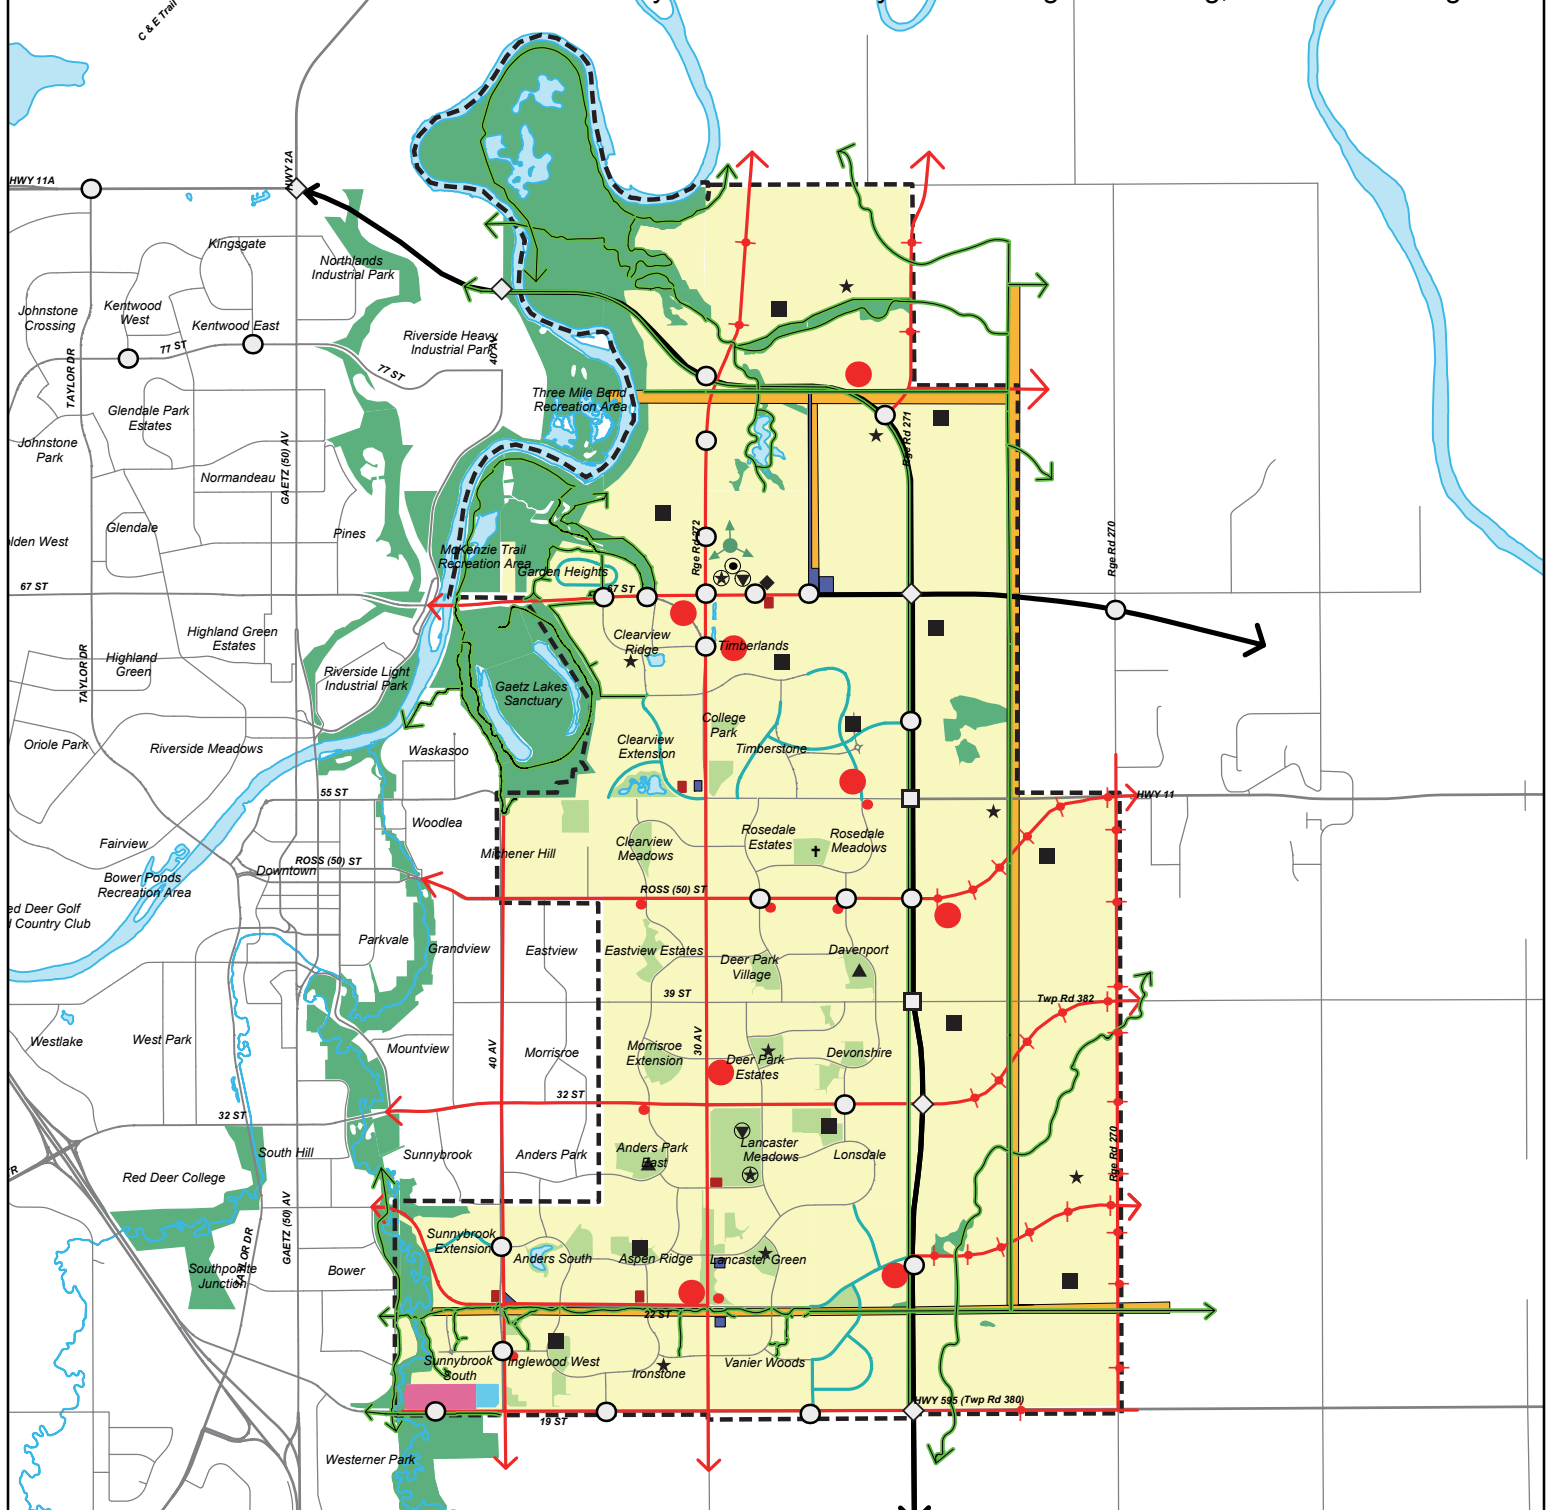 C & E Trail
HWY 11A
HWY 2A
Kingsgate
Northlands
Industrial Park
Johnstone
Crossing
Kentwood
West
Kentwood East
77 ST
77 ST
TAYLOR DR
Riverside Heavy
Industrial Park
40 AV
Three Mile Bend
Recreation Area
Glendale Park
Estates
Johnstone
Park
GAETZ (50) AV
Normandeau
Rge Rd 271
Glendale
Pines
McKenzie Trail
Recreation Area
Garden Heights
Rge Rd 272
Rge Rd 270
67 ST
67 ST
Highland Green
Estates
Highland
Green
TAYLOR DR
Riverside Light
Industrial Park
Clearview
Ridge
Timberlands
Gaetz Lakes
Sanctuary
College
Park
Oriole Park
Riverside Meadows
Waskasoo
Clearview
Extension
Timberstone
55 ST
HWY 11
Woodlea
Fairview
Michener Hill
Clearview
Meadows
Rosedale
Estates
Rosedale
Meadows
ROSS (50) ST
Downtown
Bower Ponds
Recreation Area
ROSS (50) ST
ed Deer Golf
Country Club
Parkvale
Grandview
Eastview
Eastview Estates
Deer Park
Village
Davenport
39 ST
Twp Rd 382
Westlake
West Park
Mountview
40 AV
Morrisroe
Morrisroe
Extension
30 AV
Deer Park
Estates
Devonshire
32 ST
32 ST
South Hill
Sunnybrook
Anders Park
Anders Park
East
Lancaster
Meadows
Lonsdale
Rge Rd 270
Red Deer College
GAETZ (50) AV
Sunnybrook
Extension
Anders South
Aspen Ridge
Lancaster Green
Southpointe
Junction
TAYLOR DR
Bower
22 ST
Sunnybrook
South
Inglewood West
Ironstone
Vanier Woods
HWY 595 (Twp Rd 380)
19 ST
Westerner Park